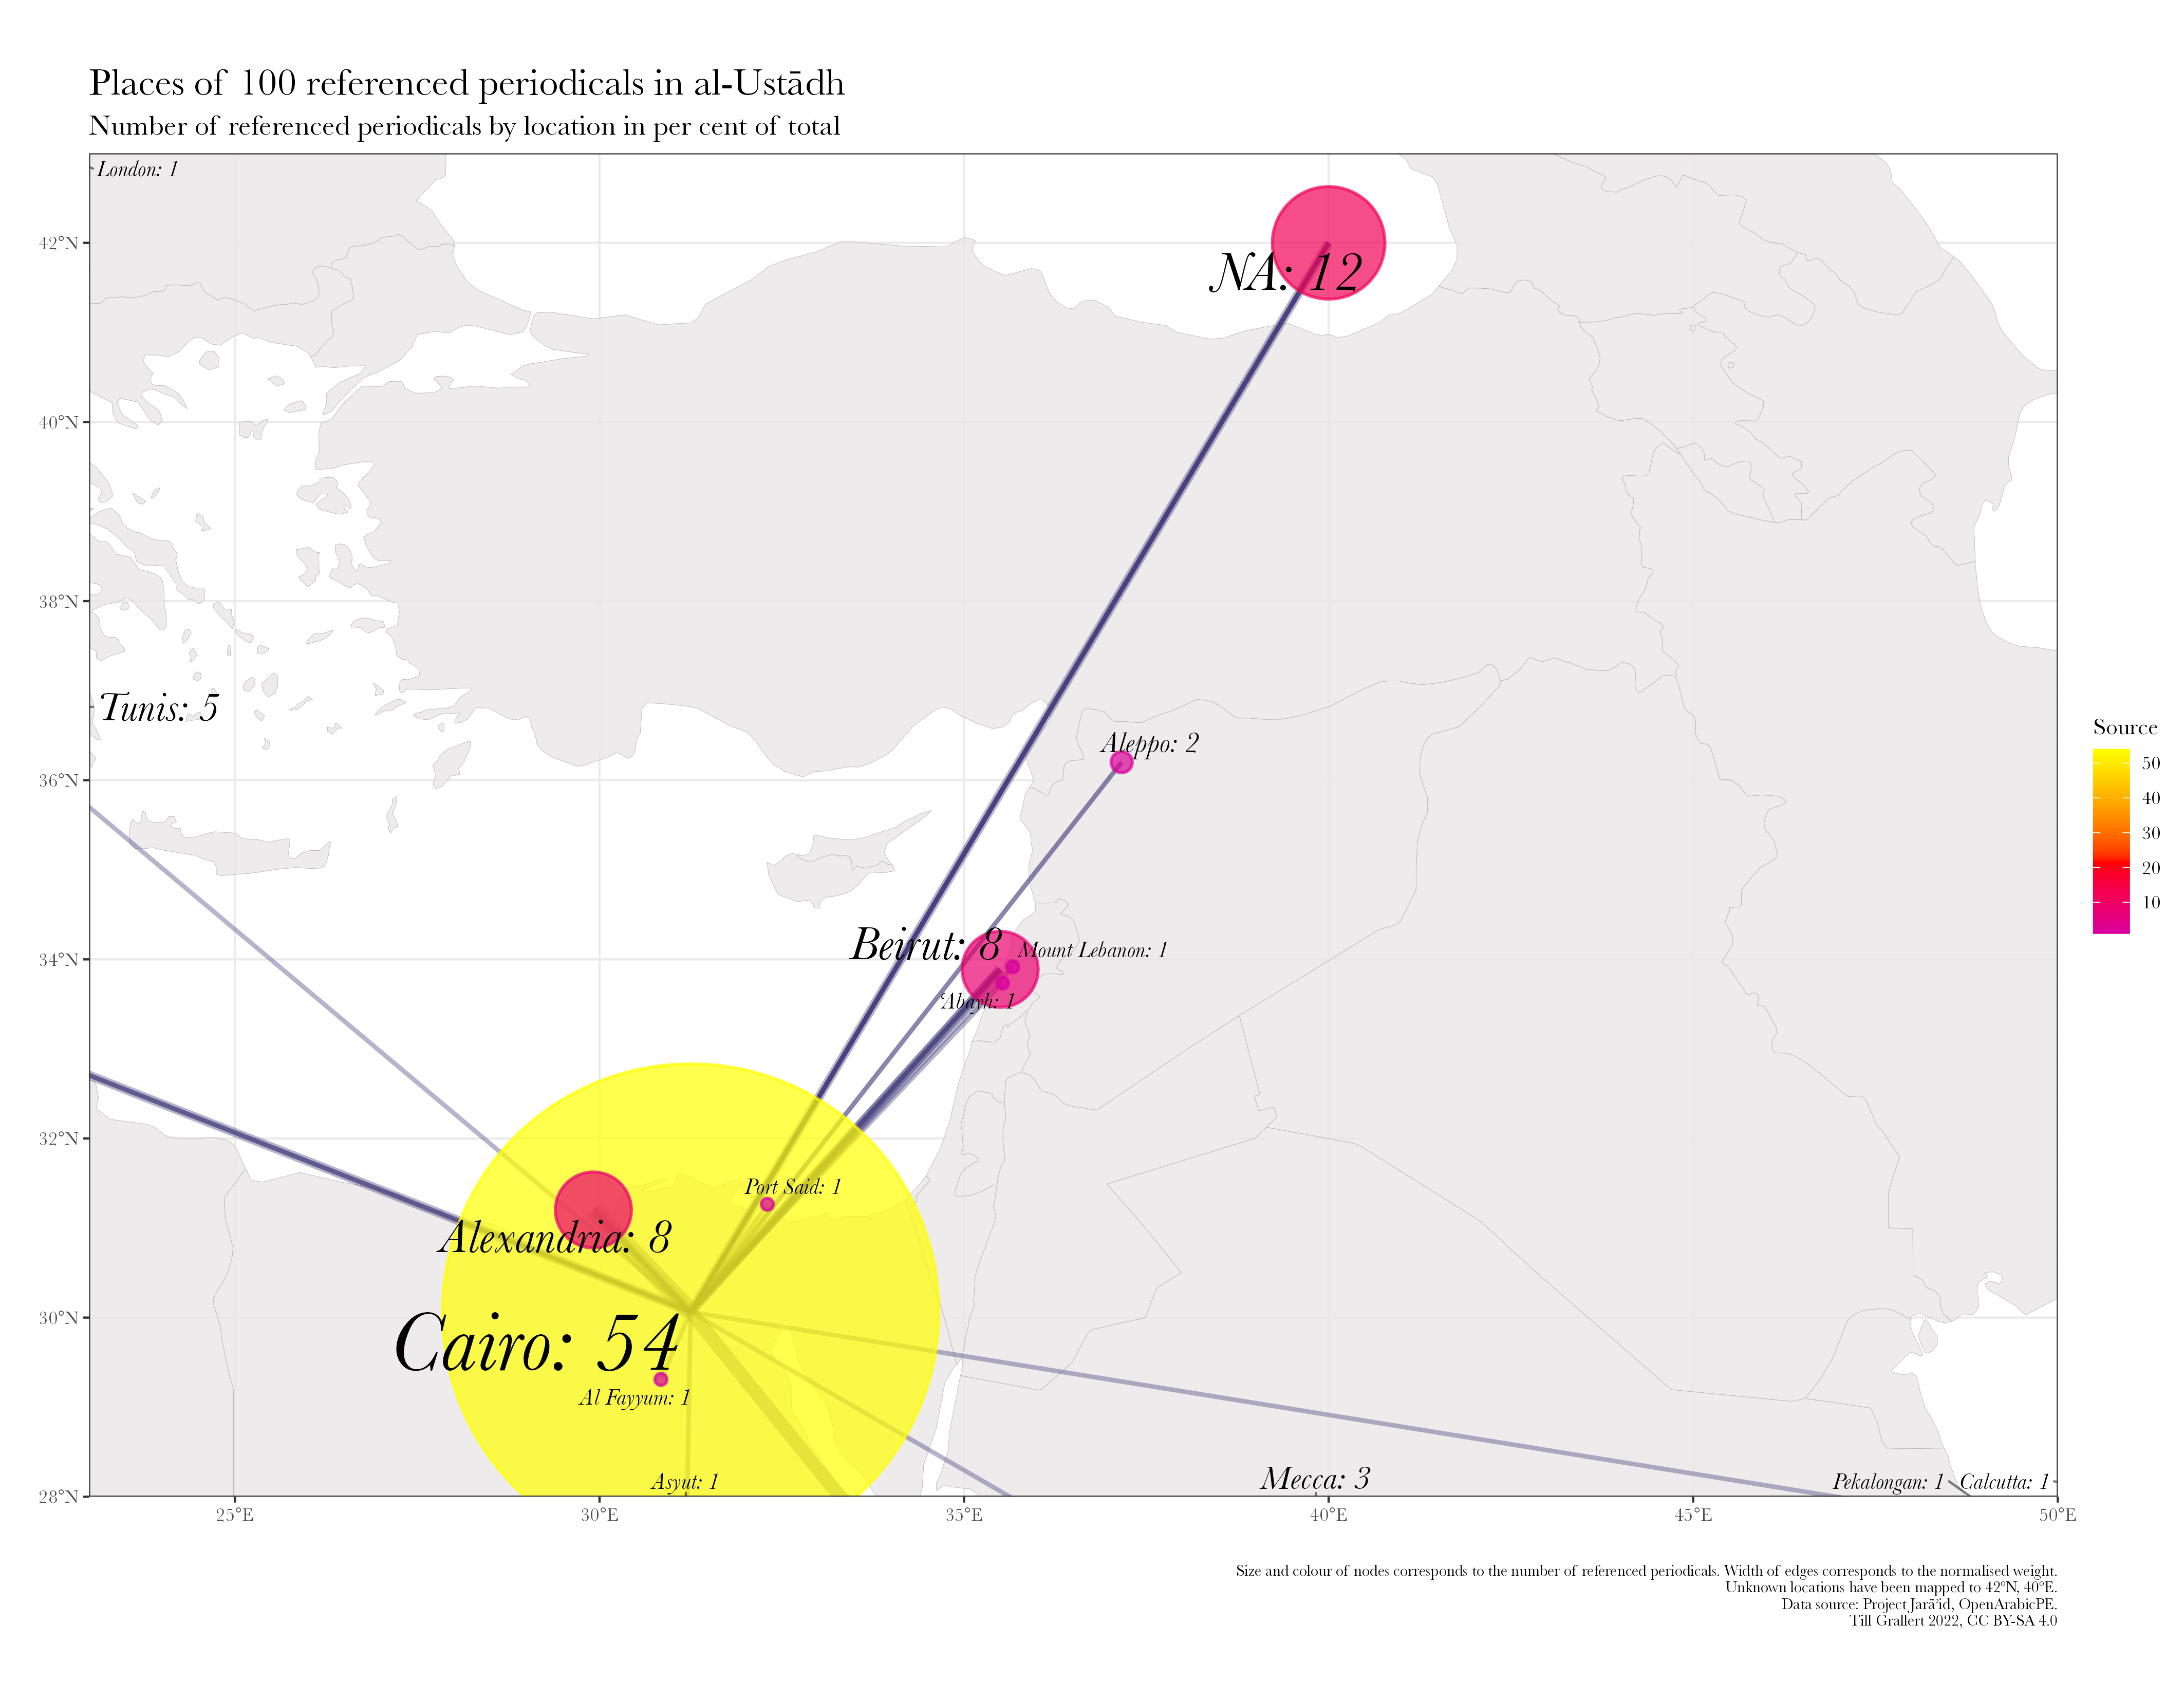 Places of 100 referenced periodicals in al-Ustādh
Number of referenced periodicals by location in per cent of total
London: 1
NA: 12
42°N
40°N
38°N
Tunis: 5
Aleppo: 2
36°N
Beirut: 8
Mount Lebanon: 1
34°N
ʿAbayh: 1
32°N
Port Said: 1
Alexandria: 8
30°N
Cairo: 54
Al Fayyum: 1
Asyut: 1
Mecca: 3
Pekalongan: 1
Calcutta: 1
28°N
25°E
30°E
35°E
40°E
45°E
50°E
Source
50
40
30
20
10
Size and colour of nodes corresponds to the number of referenced periodicals. Width of edges corresponds to the normalised weight.
Unknown locations have been mapped to 42°N, 40°E.
Data source: Project Jarāʾid, OpenArabicPE.
Till Grallert 2022, CC BY-SA 4.0